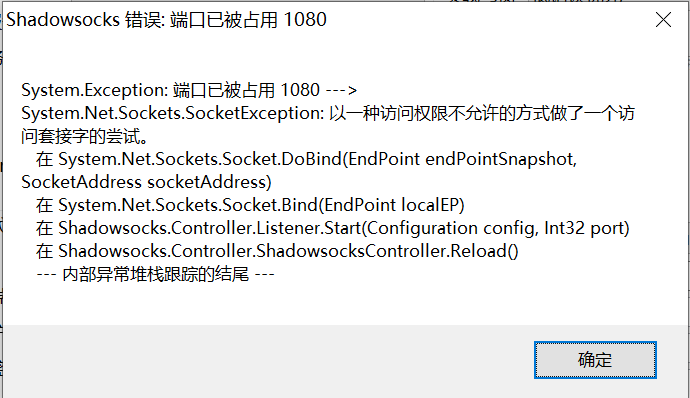 Shadowsocks 错误: 端口已被占用 1080
System.Exception: 端口已被占用 1080 --->
System.Net.Sockets.SocketException: 以一种访问权限不允许的方式做了一个访
问套接字的尝试。
在 System.Net.Sockets.Socket.DoBind(EndPoint endPointSnapshot,
SocketAddress socketAddress)
在 System.Net.Sockets.Socket.Bind(EndPoint localEP)
在 Shadowsocks.Controller.Listener.Start(Configuration config, Int32 port)
在 Shadowsocks.Controller.ShadowsocksController.Reload()
--- 内部异常堆栈跟踪的结尾 ---
确定